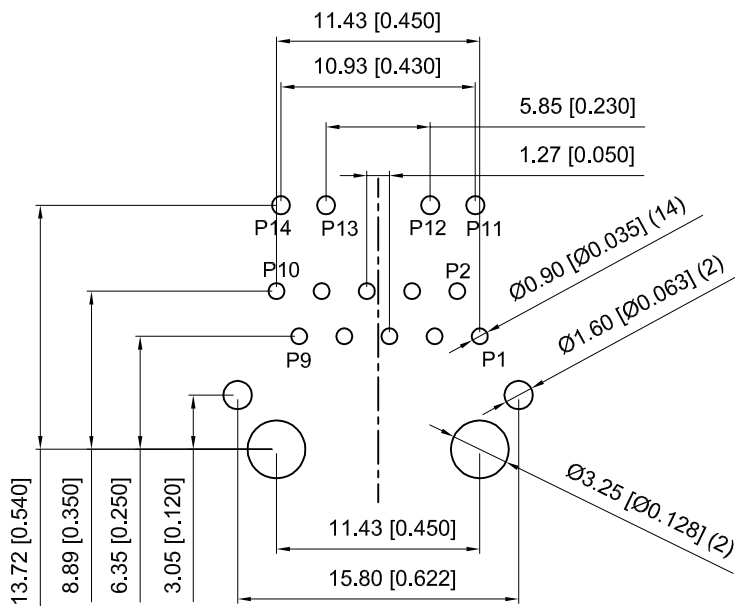 11.43 [0.450]
10.93 [0.430]
5.85 [0.230]
1.27 [0.050]
P14
P13
P12
P11
P10
P2
Ø0.90 [Ø0.035] (14)
Ø1.60 [Ø0.063] (2)
P9
P1
13.72 [0.540]
8.89 [0.350]
6.35 [0.250]
3.05 [0.120]
Ø3.25 [Ø0.128] (2)
11.43 [0.450]
15.80 [0.622]